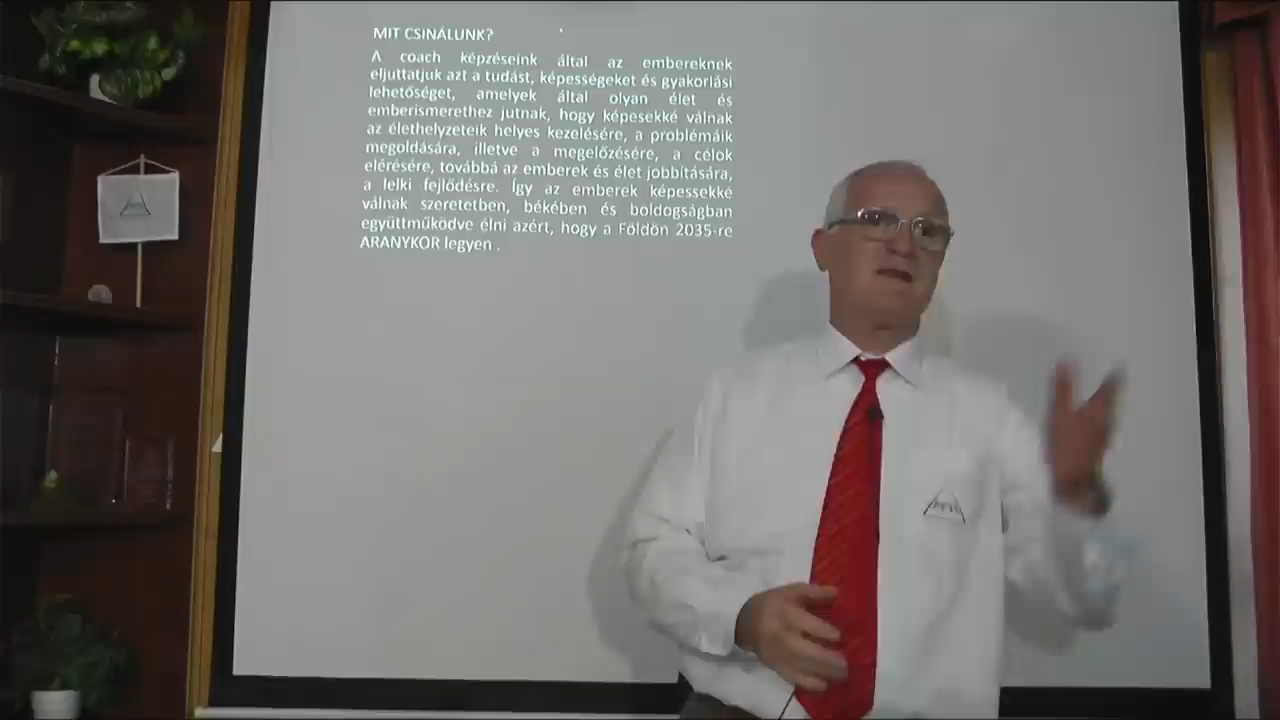 MIT CSINÁLUNK?
A coach képzéseink által az embereknek
eljuttatjuk azt a tudást, képességeket és gyakorlási
lehetőséget, amelyek által olyan élet és
emberismerethez jutnak, hogy képesekké válnak
az élethelyzeteik helyes kezelésére, a problémáik
megoldására, illetve a megelőzésére, a célok
elérésére, továbbá az emberek és élet jobbítására,
a lelki fejlődésre. Így az emberek képessekké
válnak szeretetben, békében és boldogságban
együttműködve élni azért, hogy a Földön 2035-re
ARANYKOR legyen .